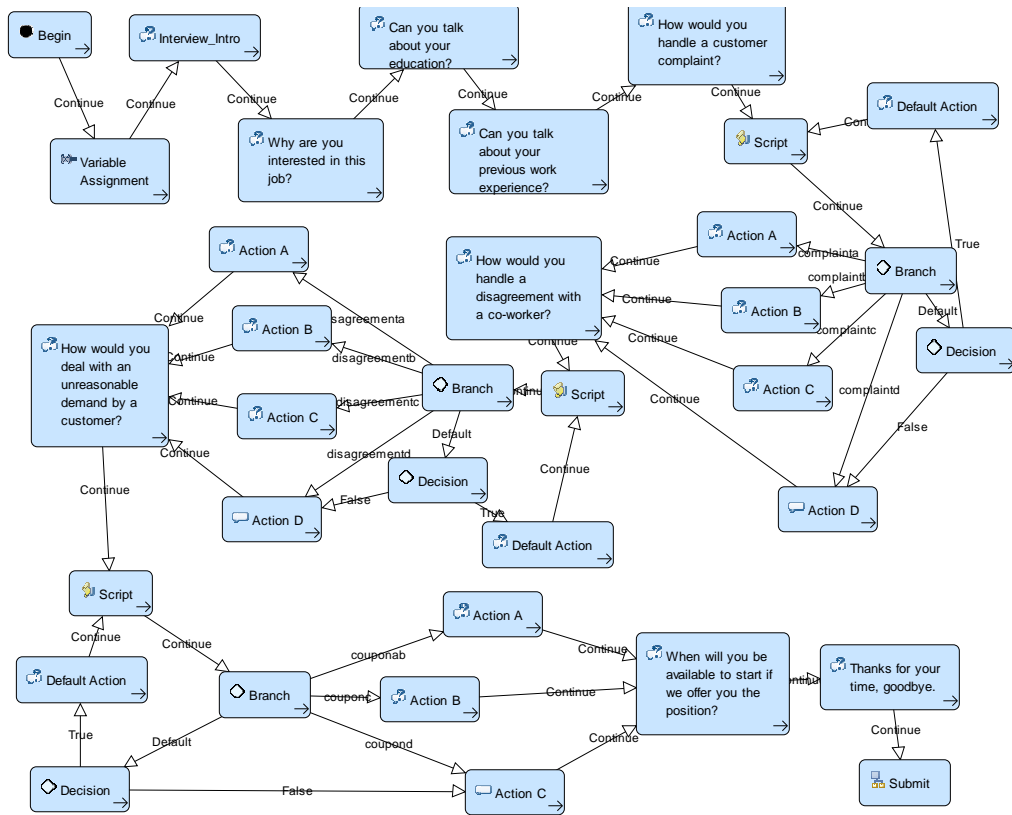 Begin
Continue
Variable
Assignment
Continue
Interview_Intro
Continue
Why are you
interested in this
job?
Continue
Can you talk
about your
education?
Continue
Can you talk
about your
previous work
experience?
Continue
How would you
handle a customer
complaint?
Continue
Script
Con
Default Action
Continue
True
Branch
complainta
complaintb
complaintc
complaintd
Default
Decision
False
Action A
Continue
Action B
Continue
Action C
Continue
Action D
Continue
How would you
handle a
disagreement with
a co-worker?
Continue
Script
Continue
Default Action
Branch
sagreementa
disagreementb
disagreementc
disagreementd
Default
Decision
False
True
Action A
Continue
Action B
Continue
Action C
Continue
Action D
Continue
How would you
deal with an
unreasonable
demand by a
customer?
Continue
Script
Continue
Continue
Default Action
True
Decision
Default
False
Branch
couponab
couponc
coupond
Action A
Continue
Action B
Continue
Action C
Continue
When will you be
available to start if
we offer you the
position?
Thanks for your
time, goodbye.
Continue
Submit